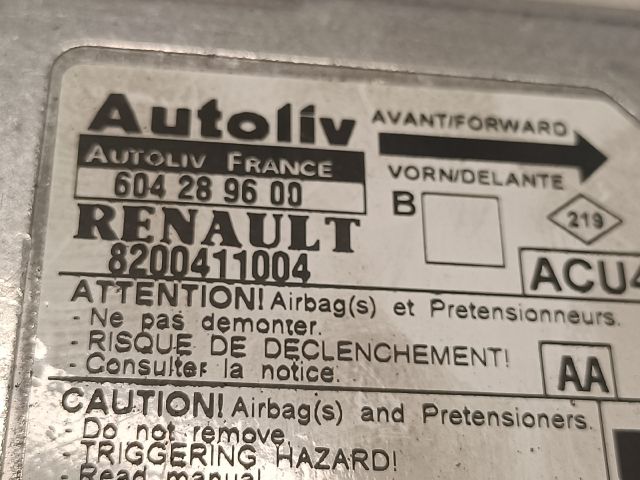 Autoliv
AUTOLIV FRANCE
604 28 96 00
RENAULT
8200411004
AVANT/FORWARD
VORN/DELANTE
B
219
ACU4
ATTENTION! Airbag(s) et Pretensionneurs.
- Ne pas demonter.
- RISQUE DE DECLENCHEMENT!
- Consulter la notice.
AA
CAUTION! Airbag(s) and Pretensioners.
- Do not remove.
- TRIGGERING HAZARD!
- Read manual